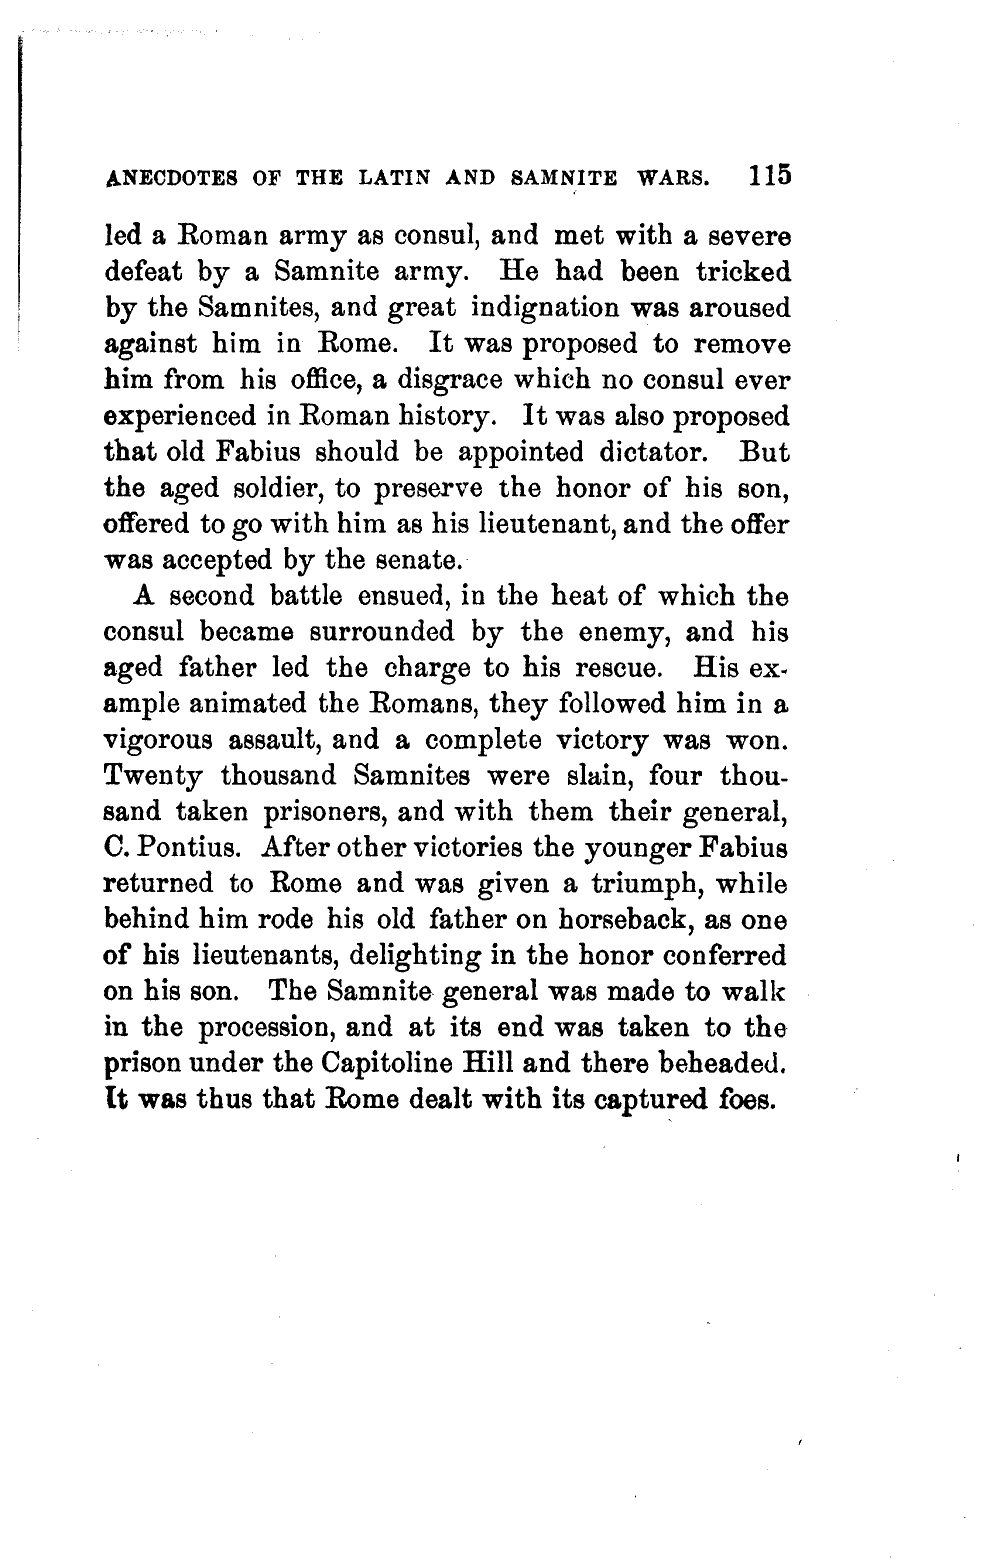 ANECDOTES OF THE LATIN AND SAMNITE WARS. 115
led a Roman army as consul, and met with a severe
defeat by a Samnite army. He had been tricked
by the Samnites, and great indignation was aroused
against him in Rome. It was proposed to remove
him from his office, a disgrace which no consul ever
experienced in Roman history. It was also proposed
that old Fabius should be appointed dictator. But
the aged soldier, to preserve the honor of his son,
offered to go with him as his lieutenant, and the offer
was accepted by the senate.
A second battle ensued, in the heat of which the
consul became surrounded by the enemy, and his
aged father led the charge to his rescue. His ex-
ample animated the Romans, they followed him in a
vigorous assault, and a complete victory was won.
Twenty thousand Samnites were slain, four thou-
sand taken prisoners, and with them their general,
C. Pontius. After other victories the younger Fabius
returned to Rome and was given a triumph, while
behind him rode his old father on horseback, as one
of his lieutenants, delighting in the honor conferred
on his son. The Samnite general was made to walk
in the procession, and at its end was taken to the
prison under the Capitoline Hill and there beheaded.
It was thus that Rome dealt with its captured foes.